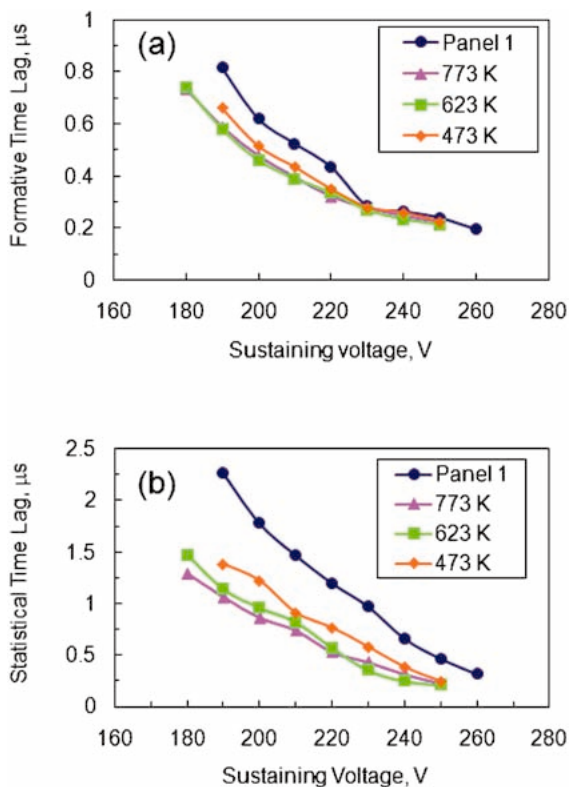 (a)
Formative Time Lag, μs
1
0.8
0.6
0.4
0.2
0
Panel 1
773 K
623 K
473 K
160 180 200 220 240 260 280
Sustaining voltage, V
(b)
Statistical Time Lag, μs
2.5
2
1.5
1
0.5
0
Panel 1
773 K
623 K
473 K
160 180 200 220 240 260 280
Sustaining Voltage, V